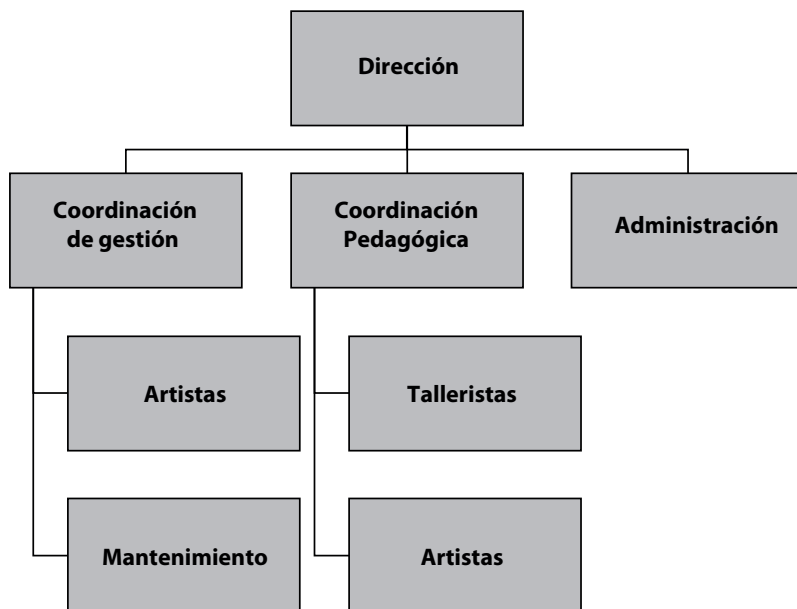 Dirección
Coordinación
de gestión
Coordinación
Pedagógica
Administración
Artistas
Talleristas
Mantenimiento
Artistas